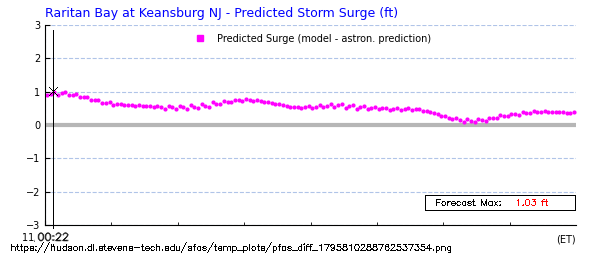 Raritan Bay at Keansburg NJ - Predicted Storm Surge (ft)
3
Predicted Surge (model - astron. prediction)
2
1
0
−1
−2
Forecast Max: 1.03 ft
−3
11 00:22
(ET)
https://hudson.dl.stevens-tech.edu/sfas/temp_plots/pfas_diff_1795810288762537354.png